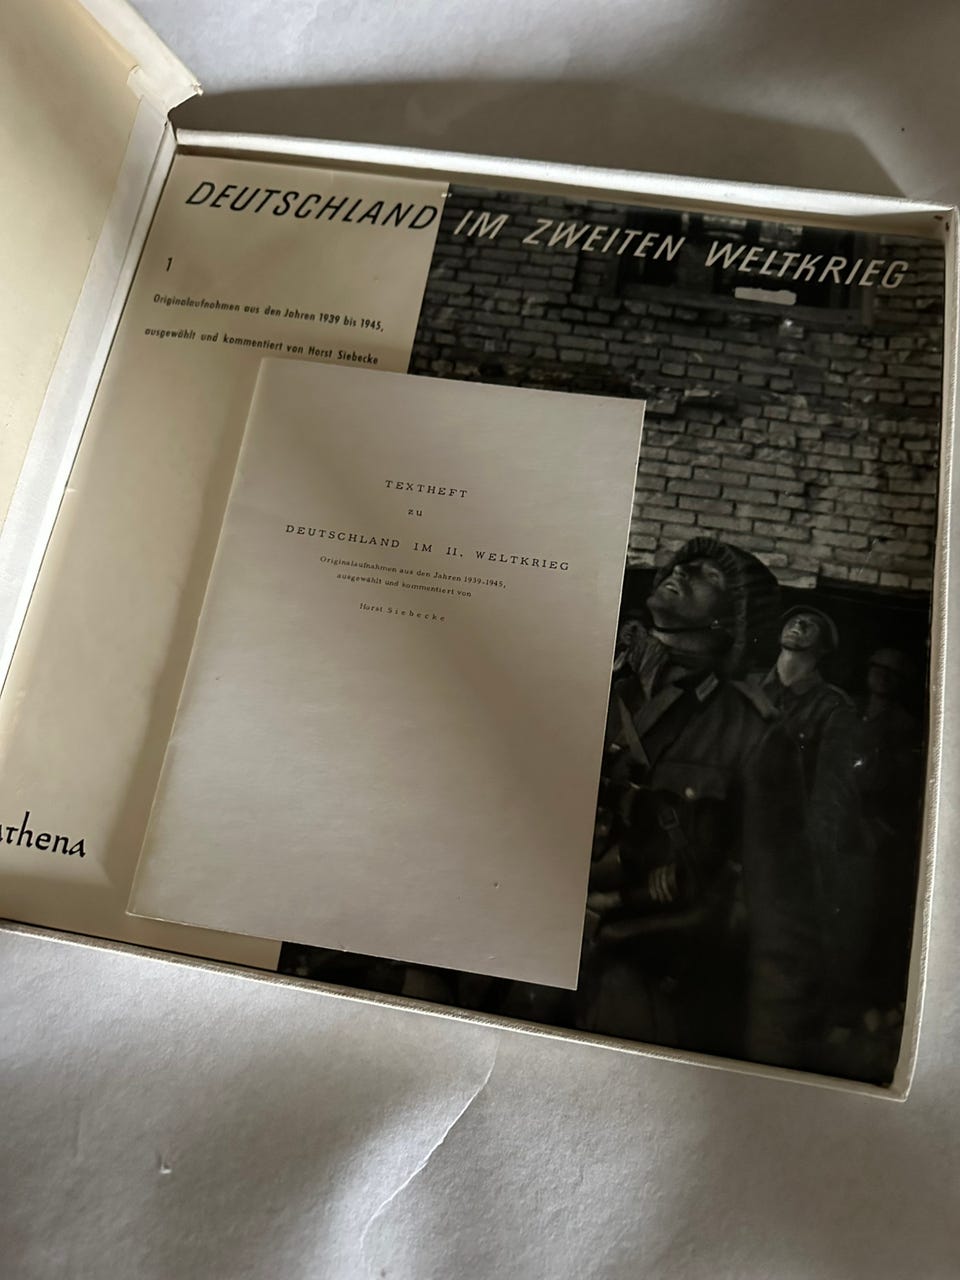 DEUTSCHLAND IM ZWEITEN WELTKRIEG
1
Originalaufnahmen aus den Jahren 1939 bis 1945,
ausgewählt und kommentiert von Horst Siebecke
TEXTHEFT
zu
DEUTSCHLAND IM II. WELTKRIEG
Originalaufnahmen aus den Jahren 1939-1945,
ausgewählt und kommentiert von
Horst Siebecke
athena